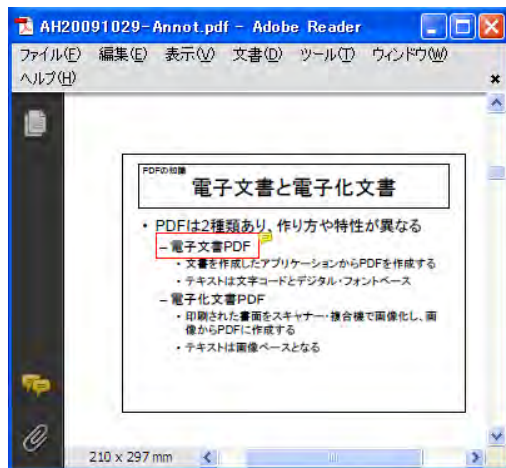 AH20091029-Annot.pdf - Adobe Reader
ファイル(F) 編集(E) 表示(V) 文書(D) ツール(T) ウィンドウ(W)
ヘルプ(H)
PDFの知識
電子文書と電子化文書
• PDFは2種類あり、作り方や特性が異なる
– 電子文書PDF
• 文書を作成したアプリケーションからPDFを作成する
• テキストは文字コードとデジタル・フォントベース
– 電子化文書PDF
• 印刷された書面をスキャナー・複合機で画像化し、画
像からPDFに作成する
• テキストは画像ベースとなる
210 x 297 mm